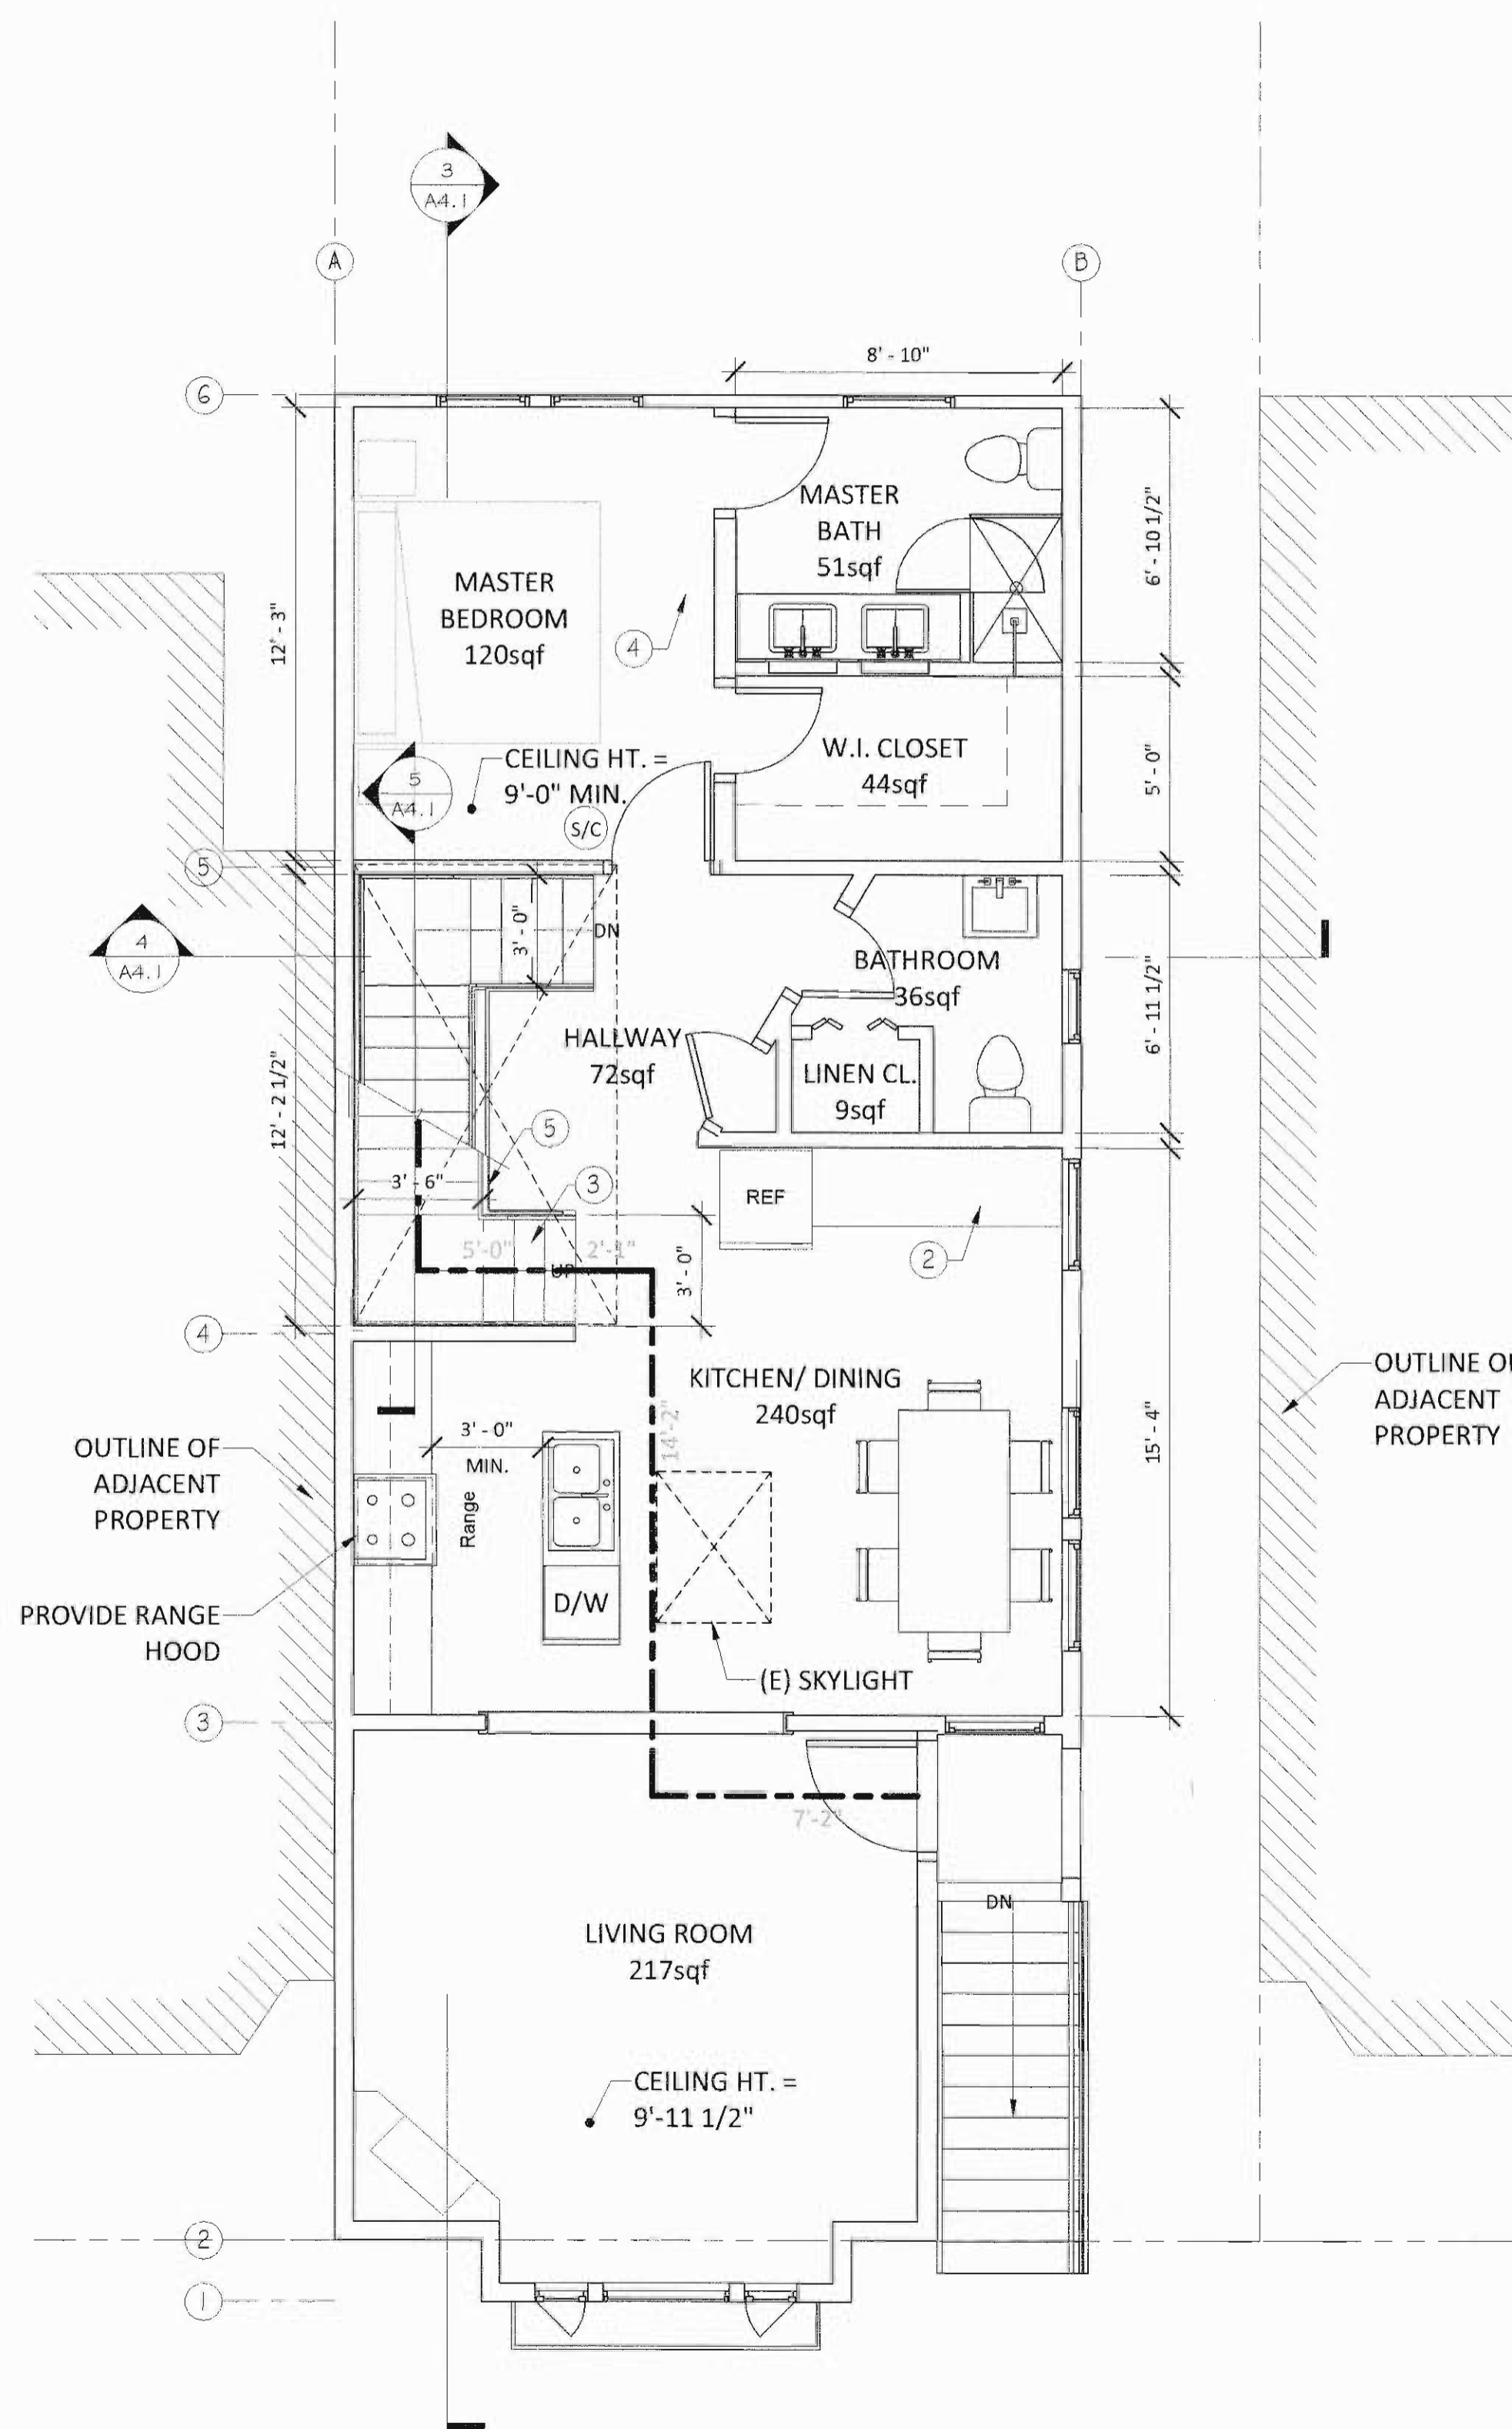 3
A4.1
A
B
8' - 10"
6
MASTER
BATH
51sqf
6' - 10 1/2"
MASTER
BEDROOM
120sqf
12' - 3"
4
CEILING HT. =
9'-0" MIN.
S/C
5
A4.1
W.I. CLOSET
44sqf
5' - 0"
5
4
A4.1
3' - 0"
DN
BATHROOM
36sqf
6' - 11 1/2"
HALLWAY
72sqf
LINEN CL.
9sqf
12' - 2 1/2"
5
3' - 6"
3
REF
5'-0"
2'-1"
UP
3' - 0"
2
4
KITCHEN/ DINING
240sqf
14'-2"
15' - 4"
OUTLINE OF
ADJACENT
PROPERTY
3' - 0"
MIN.
OUTLINE OF
ADJACENT
PROPERTY
Range
D/W
PROVIDE RANGE
HOOD
(E) SKYLIGHT
3
7'-2"
DN
LIVING ROOM
217sqf
CEILING HT. =
9'-11 1/2"
2
1